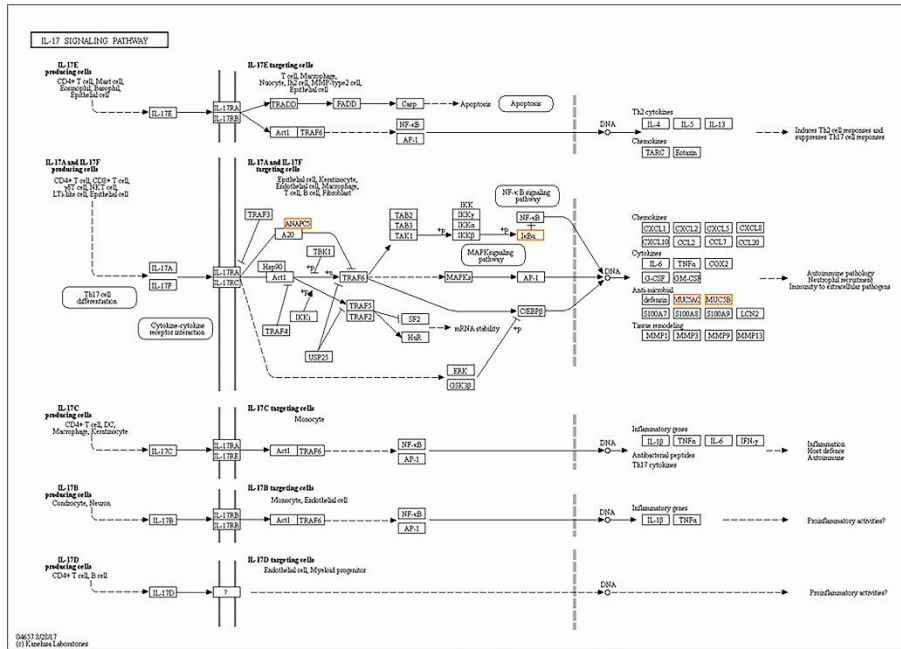 IL-17 SIGNALING PATHWAY
IL-17E
producing cells
CD4+ T cell, Mast cell,
Eosinophil, Basophil,
Epithelial cell
IL-17E
IL-17RA
IL-17RB
IL-17E targeting cells
T cell, Macrophage,
Nuocyte, Ih2 cell, MMP-type2 cell,
Epithelial cell
TRADD
FADD
Casp
Apoptosis
Apoptosis
Act1
TRAF6
NF-κB
AP-1
DNA
Th2 cytokines
IL-4
IL-5
IL-13
Chemokines
TARC
Eotaxin
Induces Th2 cell responses and
suppresses Th17 cell responses
IL-17A and IL-17F
producing cells
CD4+ T cell, CD8+ T cell,
γδT cell, NKT cell,
LTi-like cell, Epithelial cell
IL-17A
IL-17F
Th17 cell
differentiation
Cytokine-cytokine
receptor interaction
IL-17RA
IL-17RC
IL-17A and IL-17F
targeting cells
Epithelial cell, Keratinocyte,
Endothelial cell, Macrophage,
T cell, B cell, Fibroblast
TRAF3
ANAPC5
A20
TBK1
Hsp90
Act1
+p
+p
+p
TRAF6
TRAF4
IKKi
TRAF5
TRAF2
USP25
SF2
HuR
mRNA stability
TAB2
TAB3
TAK1
+p
IKK
IKKγ
IKKα
IKKβ
+p
IκBα
NF-κB
NF-κB signaling
pathway
MAPK signaling
pathway
MAPKs
AP-1
C/EBPβ
+p
ERK
GSK3β
DNA
Chemokines
CXCL1
CXCL2
CXCL5
CXCL8
CXCL10
CCL2
CCL7
CCL20
Cytokines
IL-6
TNFα
COX2
G-CSF
GM-CSF
Anti-microbial
defensin
MUC5AC
MUC5B
S100A7
S100A8
S100A9
LCN2
Tissue remodeling
MMP1
MMP3
MMP9
MMP13
Autoimmune pathology
Neutrophil recruitment
Immunity to extracellular pathogens
IL-17C
producing cells
CD4+ T cell, DC,
Macrophage, Keratinocyte
IL-17C
IL-17RA
IL-17RE
IL-17C targeting cells
Monocyte
Act1
TRAF6
NF-κB
AP-1
DNA
Inflammatory genes
IL-1β
TNFα
IL-6
IFN-γ
Antibacterial peptides
Th17 cytokines
Inflammation
Host defence
Autoimmune
IL-17B
producing cells
Condrocyte, Neuron
IL-17B
IL-17RB
IL-17RB
IL-17B targeting cells
Monocyte, Endothelial cell
Act1
TRAF6
NF-κB
AP-1
DNA
Inflammatory genes
IL-1β
TNFα
Proinflammatory activities?
IL-17D
producing cells
CD4+ T cell, B cell
IL-17D
?
IL-17D targeting cells
Endothelial cell, Myeloid progenitor
DNA
Proinflammatory activities?
04657 8/28/17
(c) Kanehisa Laboratories